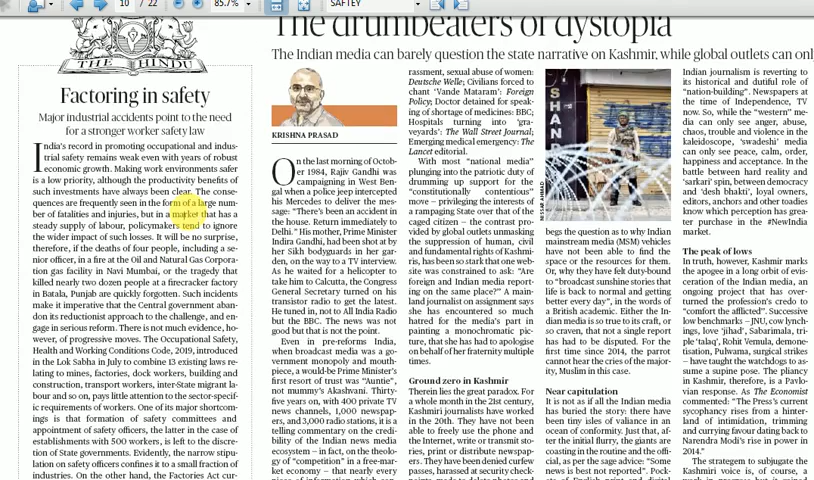 10 / 22
85.7%
SAFTEY
THE HINDU
Factoring in safety
Major industrial accidents point to the need
for a stronger worker safety law
India's record in promoting occupational and indus-
trial safety remains weak even with years of robust
economic growth. Making work environments safer
is a low priority, although the productivity benefits of
such investments have always been clear. The conse-
quences are frequently seen in the form of a large num-
ber of fatalities and injuries, but in a market that has a
steady supply of labour, policymakers tend to ignore
the wider impact of such losses. It will be no surprise,
therefore, if the deaths of four people, including a se-
nior officer, in a fire at the Oil and Natural Gas Corpora-
tion gas facility in Navi Mumbai, or the tragedy that
killed nearly two dozen people at a firecracker factory
in Batala, Punjab are quickly forgotten. Such incidents
make it imperative that the Central government aban-
don its reductionist approach to the challenge, and en-
gage in serious reform. There is not much evidence, ho-
wever, of progressive moves. The Occupational Safety,
Health and Working Conditions Code, 2019, introduced
in the Lok Sabha in July to combine 13 existing laws re-
lating to mines, factories, dock workers, building and
construction, transport workers, inter-State migrant la-
bour and so on, pays little attention to the sector-specif-
ic requirements of workers. One of its major shortcom-
ings is that formation of safety committees and
appointment of safety officers, the latter in the case of
establishments with 500 workers, is left to the discre-
tion of State governments. Evidently, the narrow stipu-
lation on safety officers confines it to a small fraction of
industries. On the other hand, the Factories Act cur-
The drumbeaters of dystopia
The Indian media can barely question the state narrative on Kashmir, while global outlets can onl
KRISHNA PRASAD
On the last morning of Octob-
er 1984, Rajiv Gandhi was
campaigning in West Ben-
gal when a police jeep intercepted
his Mercedes to deliver the mes-
sage: "There's been an accident in
the house. Return immediately to
Delhi." His mother, Prime Minister
Indira Gandhi, had been shot at by
her Sikh bodyguards in her gar-
den, on the way to a TV interview.
As he waited for a helicopter to
take him to Calcutta, the Congress
General Secretary turned on his
transistor radio to get the latest.
He tuned in, not to All India Radio
but the BBC. The news was not
good but that is not the point.
Even in pre-reforms India,
when broadcast media was a go-
vernment monopoly and mouth-
piece, a would-be Prime Minister's
first resort of trust was "Auntie",
not mummy's Akashvani. Thirty-
five years on, with 400 private TV
news channels, 1,000 newspap-
ers, and 3,000 radio stations, it is a
telling commentary on the credi-
bility of the Indian news media
ecosystem – in fact, on the theolo-
gy of "competition" in a free-mar-
ket economy – that nearly every
rassment, sexual abuse of women:
Deutsche Welle; Civilians forced to
chant 'Vande Mataram': Foreign
Policy; Doctor detained for speak-
ing of shortage of medicines: BBC;
Hospitals turning into 'gra-
veyards': The Wall Street Journal;
Emerging medical emergency: The
Lancet editorial.
With most "national media"
plunging into the patriotic duty of
drumming up support for the
"constitutionally contentious"
move – privileging the interests of
a rampaging State over that of the
caged citizen – the contrast pro-
vided by global outlets unmasking
the suppression of human, civil
and fundamental rights of Kashmi-
ris, has been so stark that one web-
site was constrained to ask: "Are
foreign and Indian media report-
ing on the same place?" A main-
land journalist on assignment says
she has encountered so much
hatred for the media's part in
painting a monochromatic pic-
ture, that she has had to apologise
on behalf of her fraternity multiple
times.
Ground zero in Kashmir
Therein lies the great paradox. For
a whole month in the 21st century,
Kashmiri journalists have worked
in the 20th. They have not been
able to freely use the phone and
the Internet, write or transmit sto-
ries, print or distribute newspap-
ers. They have been denied curfew
passes, harassed at security check-
SHAND
NISSAR AHMAD
begs the question as to why Indian
mainstream media (MSM) vehicles
have not been able to find the
space or the resources for them.
Or, why they have felt duty-bound
to "broadcast sunshine stories that
life is back to normal and getting
better every day", in the words of
a British academic. Either the In-
dian media is so true to its craft, or
so craven, that not a single report
has had to be disputed. For the
first time since 2014, the parrot
cannot hear the cries of the major-
ity, Muslim in this case.
Near capitulation
It is not as if all the Indian media
has buried the story: there have
been tiny isles of valiance in an
ocean of conformity. Just that, af-
ter the initial flurry, the giants are
coasting in the routine and the offi-
cial, as per the sage advice: "Some
news is best not reported". Pock-
Indian journalism is reverting to
its historical and dutiful role of
"nation-building". Newspapers at
the time of Independence, TV
now. So, while the "western" me-
dia can only see anger, abuse,
chaos, trouble and violence in the
kaleidoscope, 'swadeshi' media
can only see peace, calm, order,
happiness and acceptance. In the
battle between hard reality and
'sarkari' spin, between democracy
and 'desh bhakti', loyal owners,
editors, anchors and other toadies
know which perception has grea-
ter purchase in the #NewIndia
market.
The peak of lows
In truth, however, Kashmir marks
the apogee in a long orbit of evis-
ceration of the Indian media, an
ongoing project that has over-
turned the profession's credo to
"comfort the afflicted". Successive
low benchmarks – JNU, cow lynch-
ings, love 'jihad', Sabarimala, tri-
ple 'talaq', Rohit Vemula, demone-
tisation, Pulwama, surgical strikes
– have taught the watchdogs to as-
sume a supine pose. The pliancy
in Kashmir, therefore, is a Pavlo-
vian response. As The Economist
commented: "The Press's current
sycophancy rises from a hinter-
land of intimidation, trimming
and currying favour dating back to
Narendra Modi's rise in power in
2014."
The strategem to subjugate the
Kashmiri voice is, of course, a